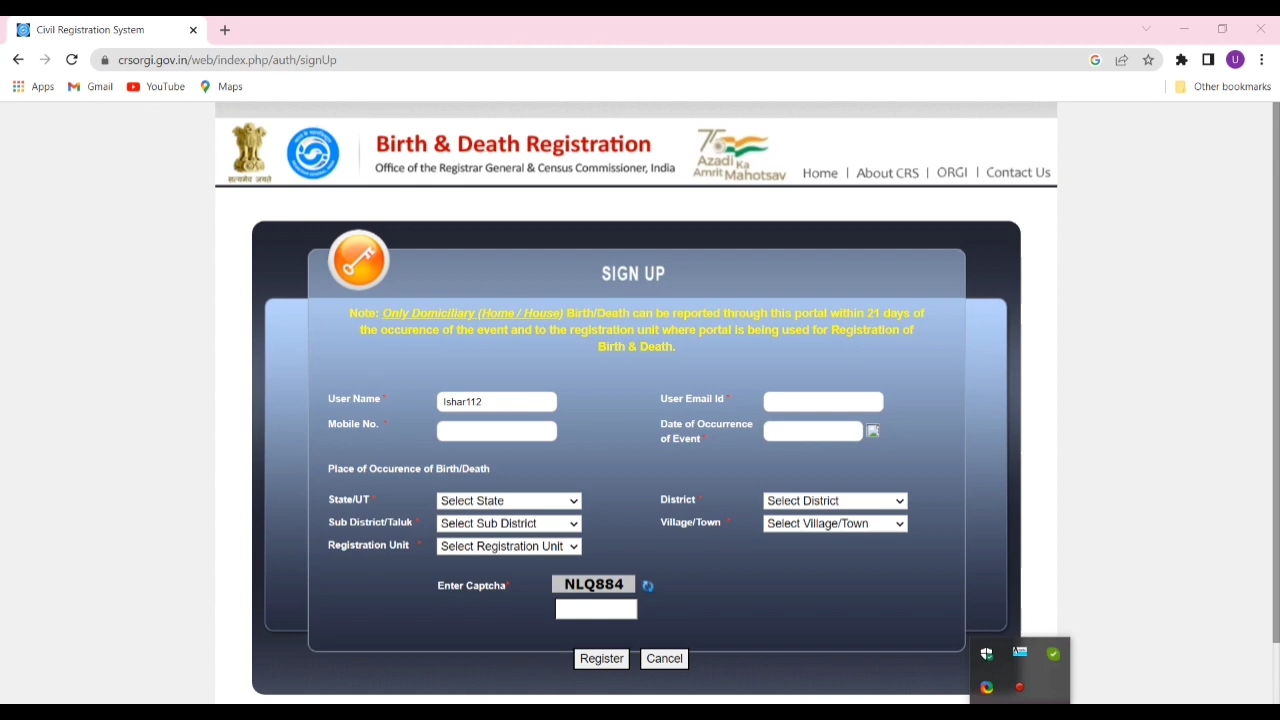 Civil Registration System
crsorgi.gov.in/web/index.php/auth/signUp
U
Apps
Gmail
YouTube
Maps
Other bookmarks
सत्यमेव जयते
Birth & Death Registration
Office of the Registrar General & Census Commissioner, India
75
Azadi Ka
Amrit Mahotsav
Home | About CRS | ORGI | Contact Us
SIGN UP
Note: Only Domiciliary (Home / House) Birth/Death can be reported through this portal within 21 days of
the occurence of the event and to the registration unit where portal is being used for Registration of
Birth & Death.
User Name * Ishar112
User Email Id *
Mobile No. *
Date of Occurrence
of Event *
Place of Occurence of Birth/Death
State/UT * Select State
District * Select District
Sub District/Taluk * Select Sub District
Village/Town * Select Village/Town
Registration Unit * Select Registration Unit
Enter Captcha* NLQ884
Register
Cancel